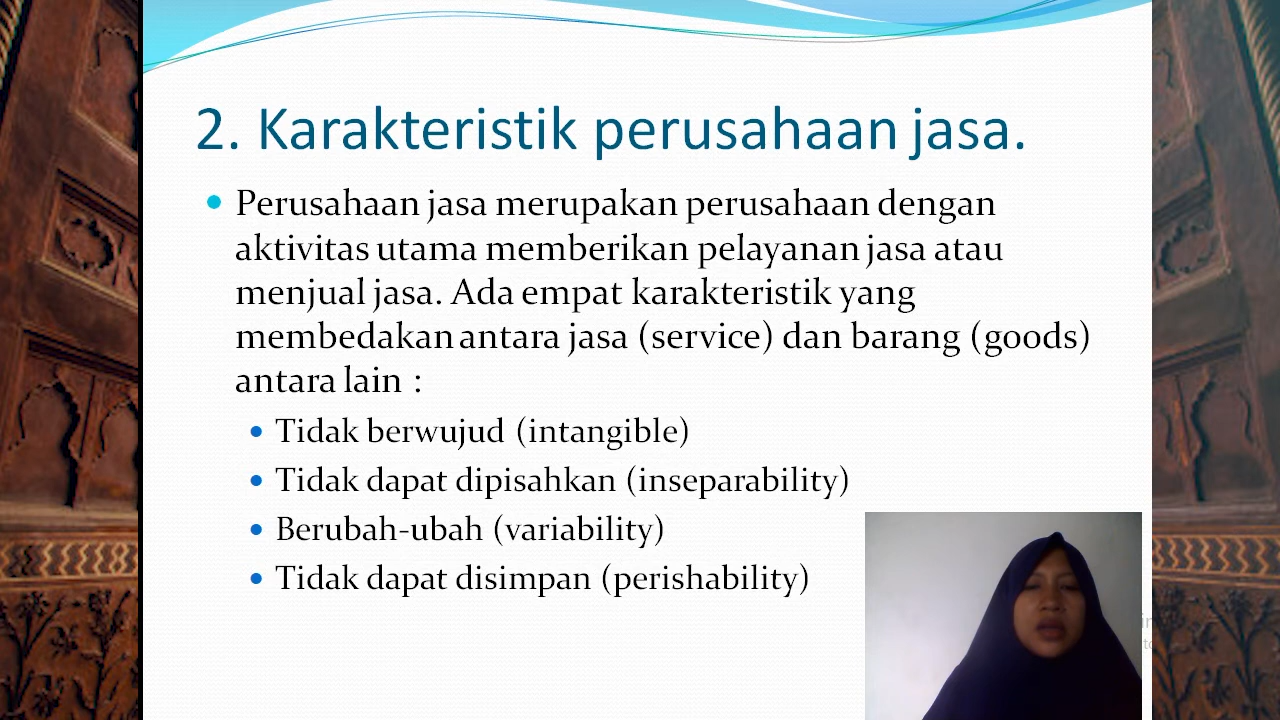 2. Karakteristik perusahaan jasa.
Perusahaan jasa merupakan perusahaan dengan
aktivitas utama memberikan pelayanan jasa atau
menjual jasa. Ada empat karakteristik yang
membedakan antara jasa (service) dan barang (goods)
antara lain :
Tidak berwujud (intangible)
Tidak dapat dipisahkan (inseparability)
Berubah-ubah (variability)
Tidak dapat disimpan (perishability)